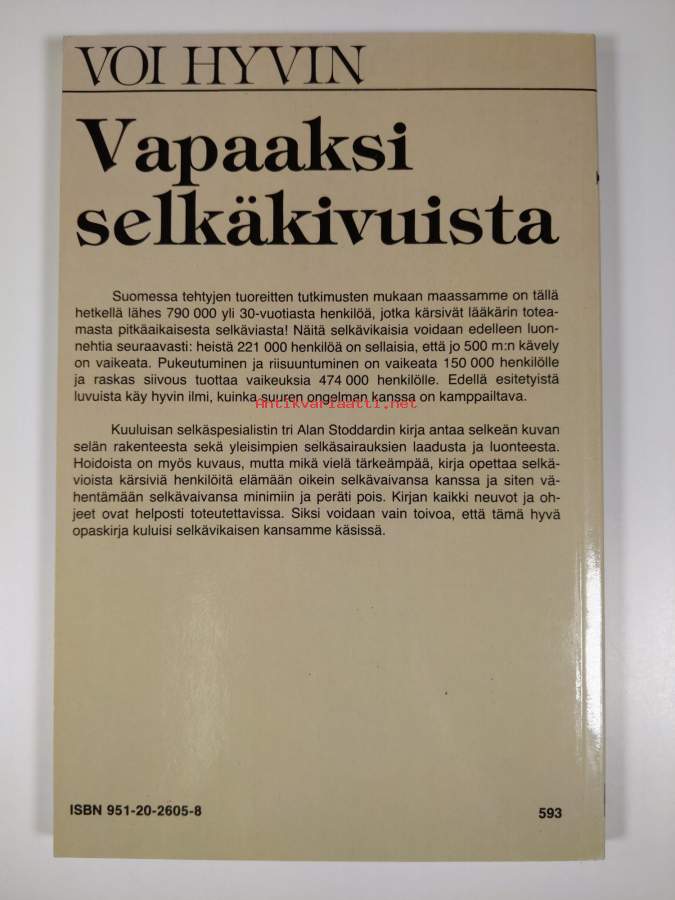 VOI HYVIN
Vapaaksi
selkäkivuista
Suomessa tehtyjen tuoreitten tutkimusten mukaan maassamme on tällä
hetkellä lähes 790 000 yli 30-vuotiasta henkilöä, jotka kärsivät lääkärin totea-
masta pitkäaikaisesta selkäviasta! Näitä selkävikaisia voidaan edelleen luon-
nehtia seuraavasti: heistä 221 000 henkilöä on sellaisia, että jo 500 m:n kävely
on vaikeata. Pukeutuminen ja riisuuntuminen on vaikeata 150 000 henkilölle
ja raskas siivous tuottaa vaikeuksia 474 000 henkilölle. Edellä esitetyistä
luvuista käy hyvin ilmi, kuinka suuren ongelman kanssa on kamppailtava.
Antikvariaatti.net
Kuuluisan selkäspesialistin tri Alan Stoddardin kirja antaa selkeän kuvan
selän rakenteesta sekä yleisimpien selkäsairauksien laadusta ja luonteesta.
Hoidoista on myös kuvaus, mutta mikä vielä tärkeämpää, kirja opettaa selkä-
vioista kärsiviä henkilöitä elämään oikein selkävaivansa kanssa ja siten vä-
hentämään selkävaivansa minimiin ja peräti pois. Kirjan kaikki neuvot ja oh-
jeet ovat helposti toteutettavissa. Siksi voidaan vain toivoa, että tämä hyvä
opaskirja kuluisi selkävikaisen kansamme käsissä.
ISBN 951-20-2605-8
593